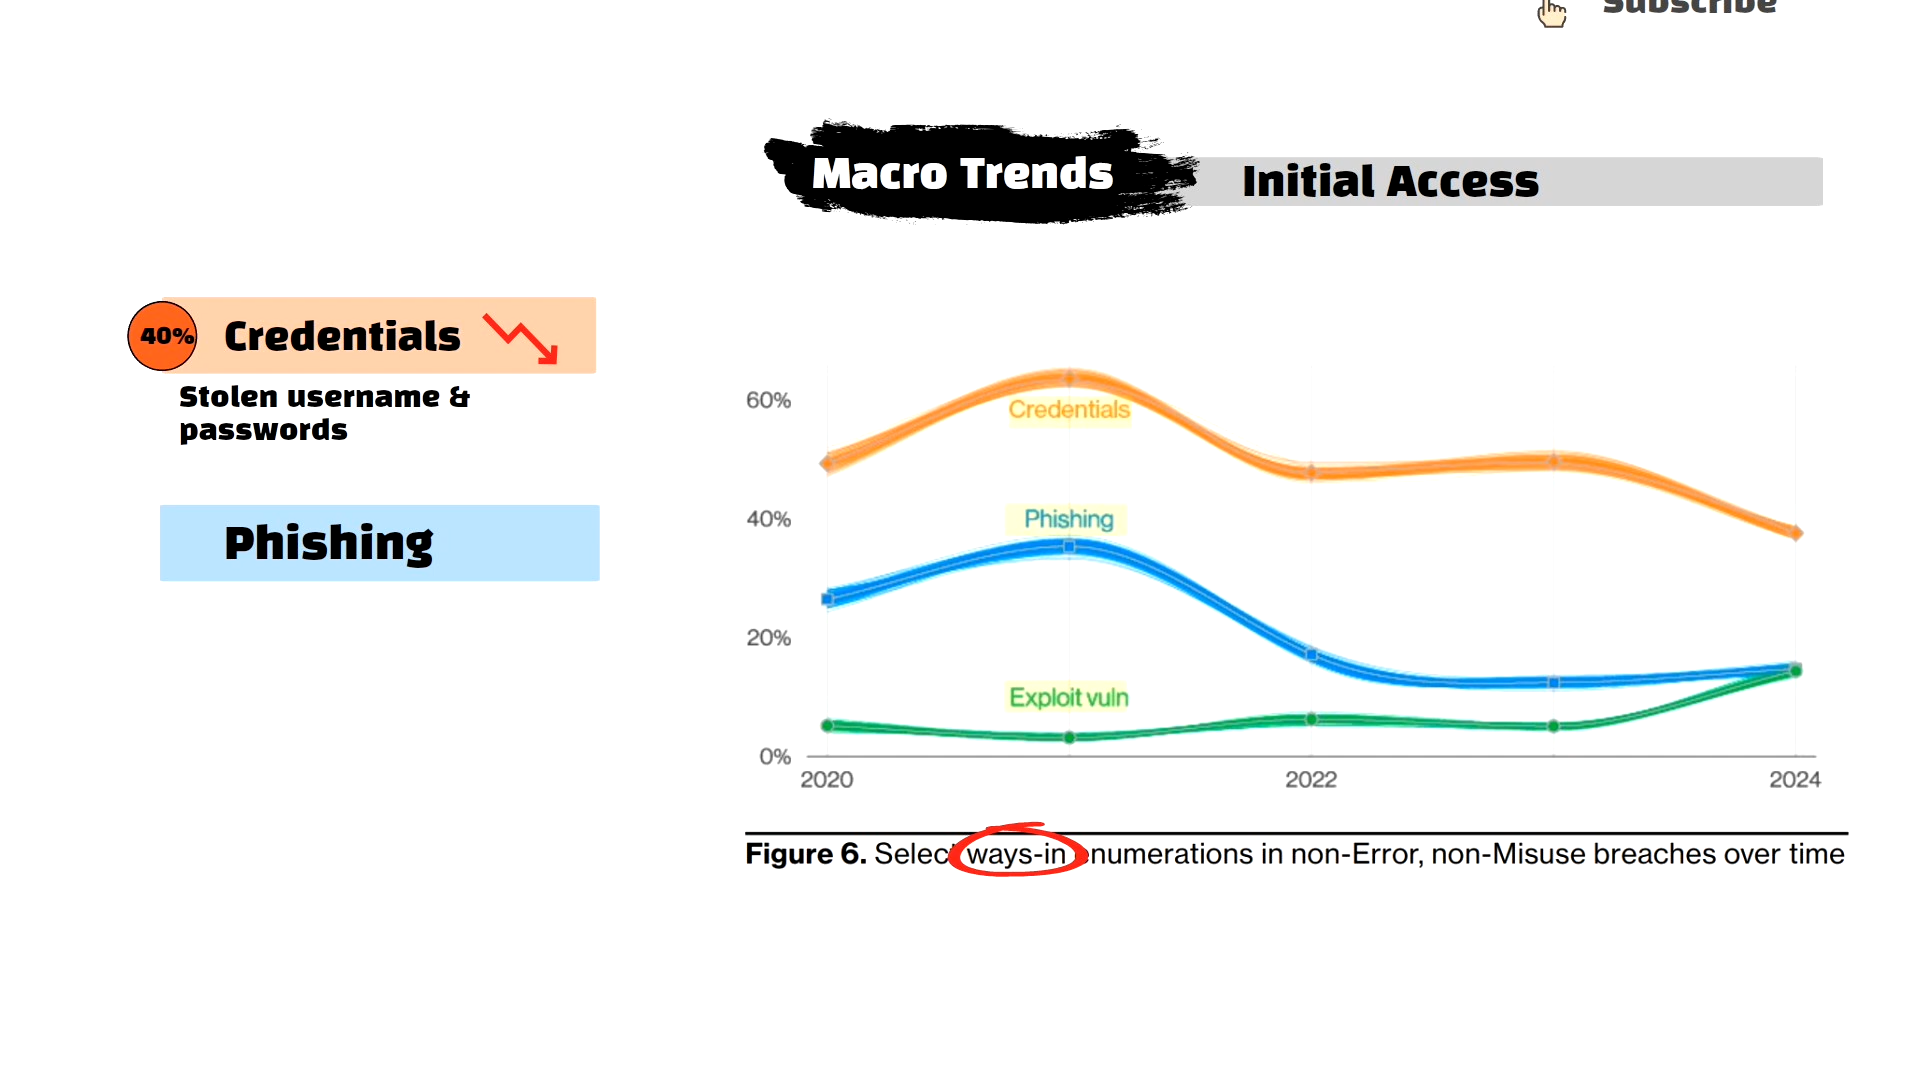 Subscribe
Macro Trends
Initial Access
40%
Credentials
Stolen username &
passwords
Phishing
60%
40%
20%
0%
Credentials
Phishing
Exploit vuln
2020
2022
2024
Figure 6. Select ways-in enumerations in non-Error, non-Misuse breaches over time